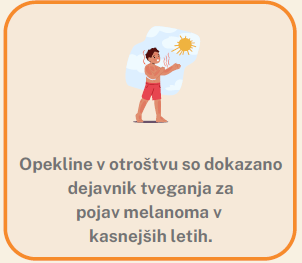 Opekline v otroštvu so dokazano
dejavnik tveganja za
pojav melanoma v
kasnejših letih.